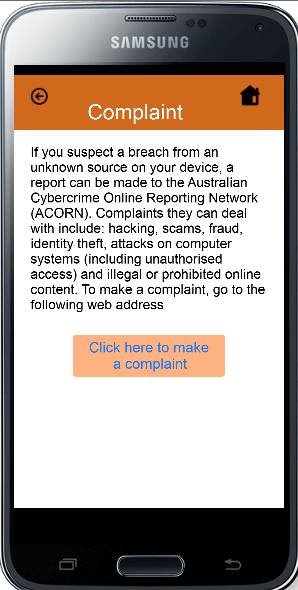 SAMSUNG
Complaint
If you suspect a breach from an
unknown source on your device, a
report can be made to the Australian
Cybercrime Online Reporting Network
(ACORN). Complaints they can deal
with include: hacking, scams, fraud,
identity theft, attacks on computer
systems (including unauthorised
access) and illegal or prohibited online
content. To make a complaint, go to the
following web address
Click here to make
a complaint